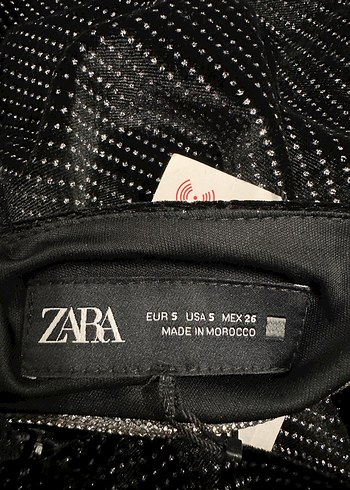 ZARA
EUR S USA S MEX 26
MADE IN MOROCCO